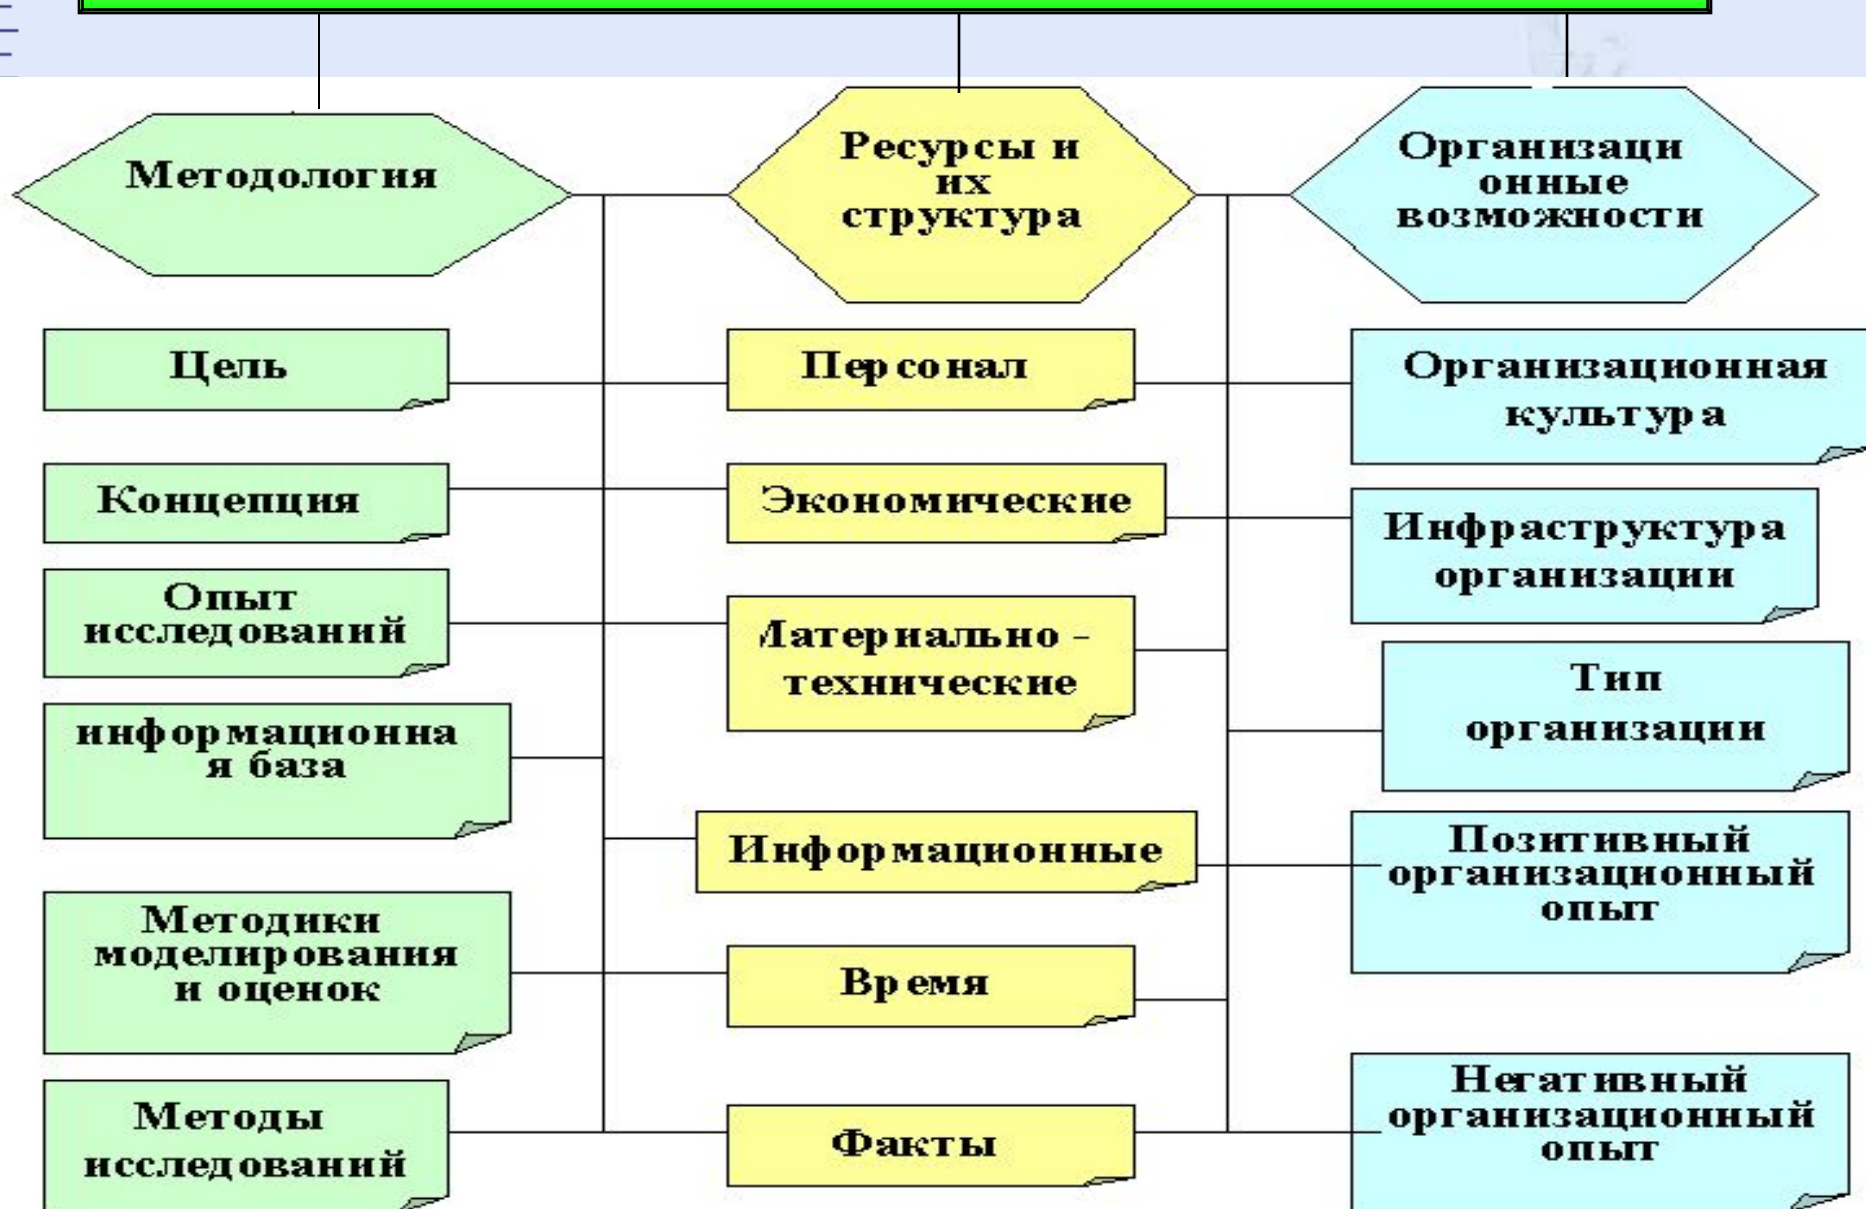 Методология
Ресурсы и
их
структура
Организаци
онные
возможности
Цель
Концепция
Опыт
исследований
информационна
я база
Методики
моделирования
и оценок
Методы
исследований
Персонал
Экономические
Латериально -
технические
Информационные
Время
Факты
Организационная
культура
Инфраструктура
организации
Тип
организации
Позитивный
организационный
опыт
Негативный
организационный
опыт